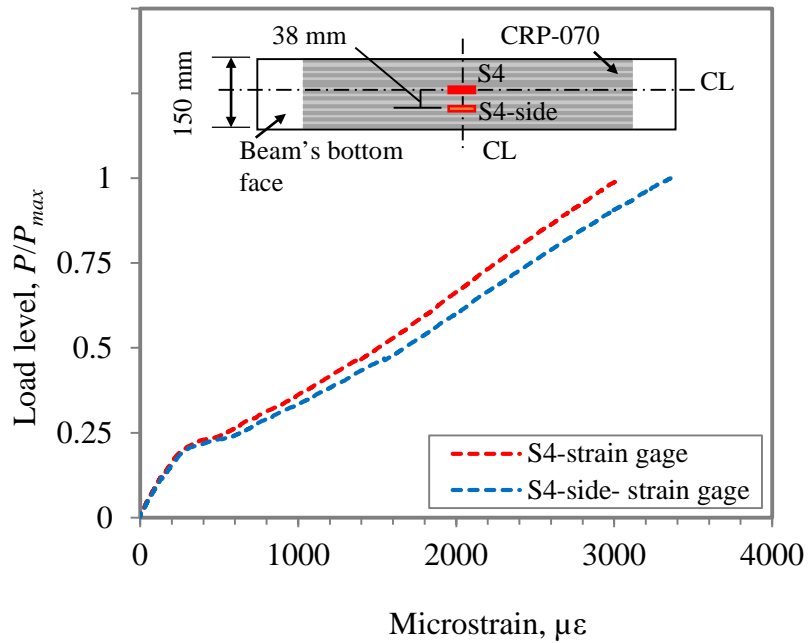 38 mm
CRP-070
S4
CL
150 mm
S4-side
Beam's bottom
face
CL
1
0.75
0.5
0.25
0
Load level, P/Pmax
S4-strain gage
S4-side- strain gage
0
1000
2000
3000
4000
Microstrain, µε